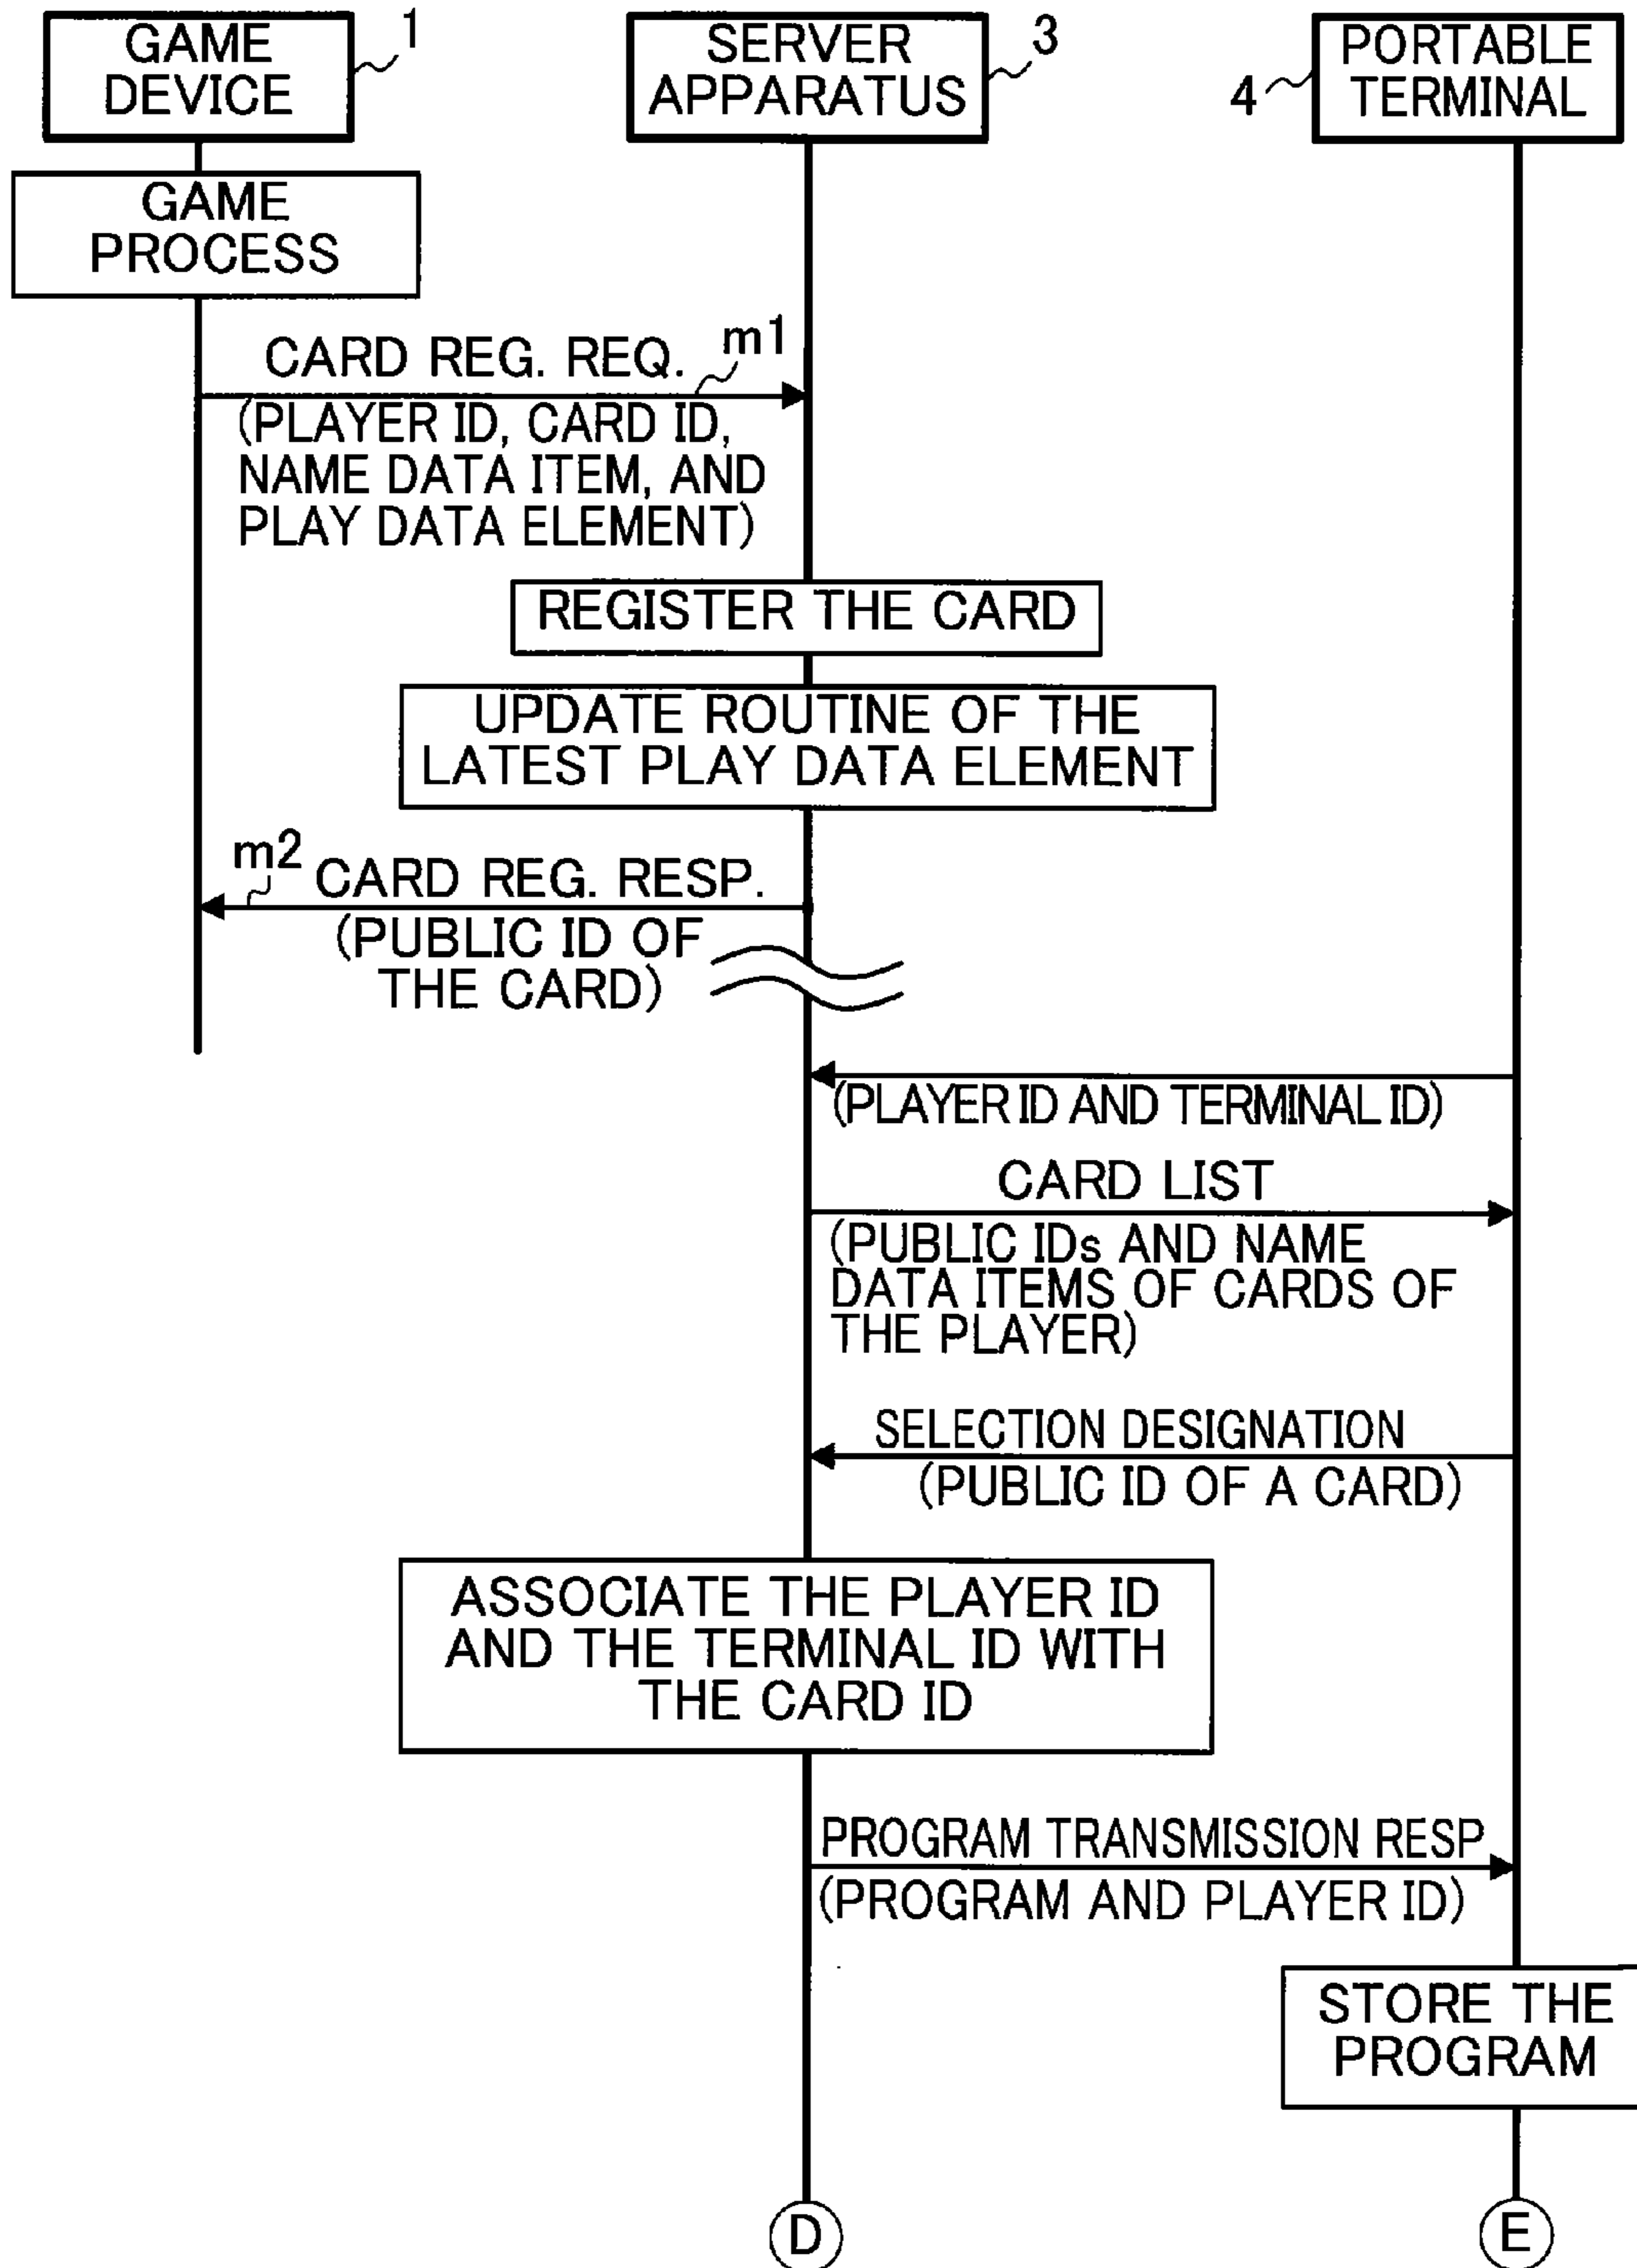 GAME
DEVICE
1
SERVER
APPARATUS
3
4
PORTABLE
TERMINAL
GAME
PROCESS
CARD REG. REQ.
m1
(PLAYER ID, CARD ID,
NAME DATA ITEM, AND
PLAY DATA ELEMENT)
REGISTER THE CARD
UPDATE ROUTINE OF THE
LATEST PLAY DATA ELEMENT
m2
CARD REG. RESP.
(PUBLIC ID OF
THE CARD)
(PLAYER ID AND TERMINAL ID)
CARD LIST
(PUBLIC IDs AND NAME
DATA ITEMS OF CARDS OF
THE PLAYER)
SELECTION DESIGNATION
(PUBLIC ID OF A CARD)
ASSOCIATE THE PLAYER ID
AND THE TERMINAL ID WITH
THE CARD ID
PROGRAM TRANSMISSION RESP
(PROGRAM AND PLAYER ID)
STORE THE
PROGRAM
D
E